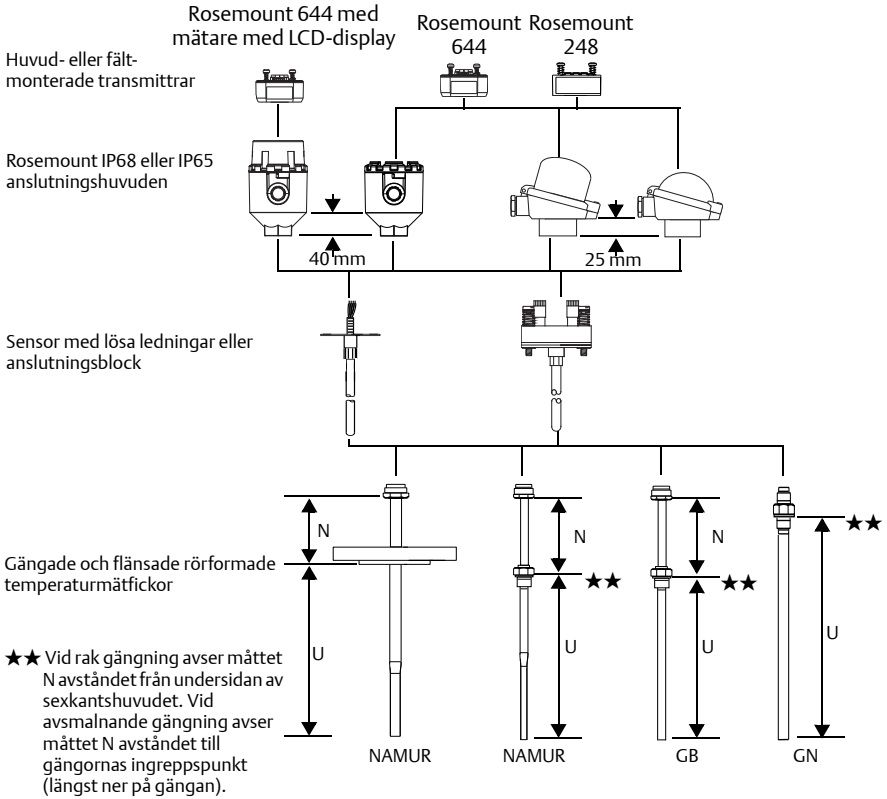 Rosemount 644 med
mätare med LCD-display
Rosemount
644
Rosemount
248
Huvud- eller fält-
monterade transmittrar
Rosemount IP68 eller IP65
anslutningshuvuden
40 mm
25 mm
Sensor med lösa ledningar eller
anslutningsblock
N
N
N
★★
★★
★★
Gängade och flänsade rörformade
temperaturmätfickor
U
U
U
U
★★ Vid rak gängning avser måttet
N avståndet från undersidan av
sexkantshuvudet. Vid
avsmalnande gängning avser
måttet N avståndet till
gängornas ingreppspunkt
(längst ner på gängan).
NAMUR
NAMUR
GB
GN